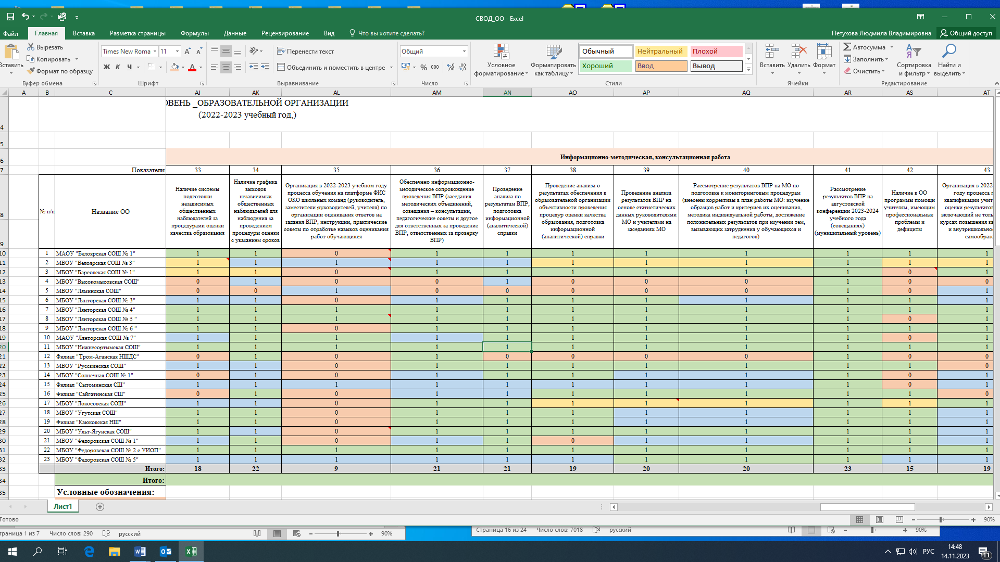 СВОД_ОО - Excel
Файл Главная Вставка Разметка страницы Формулы Данные Рецензирование Вид Что вы хотите сделать? Петухова Людмила Владимировна Общий доступ
Вырезать
Копировать
Формат по образцу
Буфер обмена
Times New Roma 11
Ж К Ч
Шрифт
Перенести текст
Объединить и поместить в центре
Выравнивание
Общий
% 000
Число
Условное форматирование
Форматировать как таблицу
Обычный Нейтральный Плохой
Хороший Ввод Вывод
Стили
Вставить Удалить Формат
Ячейки
Автосумма
Заполнить
Очистить
Сортировка и фильтр
Найти и выделить
Редактирование
A B C AJ AK AL AM AN AO AP AQ AR AS AT
ОВЕНЬ _ОБРАЗОВАТЕЛЬНОЙ ОРГАНИЗАЦИИ
(2022-2023 учебный год,)
Информационно-методическая, консультационная работа
Показатели 33 34 35 36 37 38 39 40 41 42 43
№ п/п
Название ОО
Наличие системы подготовки независимых общественных наблюдателей за процедурами оценки качества образования
Наличие графика выходов независимых общественных наблюдателей для наблюдения за проведением процедуры оценки с указанием сроков
Организация в 2022-2023 учебном году процесса обучения на платформе ФИС ОКО школьных команд (руководитель, заместители руководителей, учителя) по организации оценивания ответов на задания ВПР, инструкции, практические советы по отработке навыков оценивания работ обучающихся
Обеспечено информационно-методическое сопровождение проведения ВПР (заседания методических объединений, совещания – консультации, педагогические советы и другое для ответственных за проведение ВПР, ответственных за проверку ВПР)
Проведение анализа по результатам ВПР, подготовка информационной (аналитической) справки
Проведение анализа о результатах обеспечения в образовательной организации объективности проведения процедур оценки качества образования, подготовка информационной (аналитической) справки
Проведение анализа результатов ВПР на основе статистических данных руководителями МО и учителями на заседаниях МО
Рассмотрение результатов ВПР на МО по подготовке к мониторинговым процедурам (внесены коррективы в план работы МО: изучение образцов работ и критериев их оценивания, методика индивидуальной работы, достижение положительных результатов при изучении тем, вызывающих затруднения у обучающихся и педагогов)
Рассмотрение результатов ВПР на августовской конференции 2023-2024 учебного года (совещаниях) (муниципальный уровень)
Наличие в ОО программы помощи учителям, имеющим профессиональные проблемы и дефициты
Организация в 2022 году процесса квалификации учит оценки результатов включающий не тол курсах повышения и внутришкольно самообраз
1 МАОУ "Белоярская СОШ № 1" 1 1 0 1 1 1 1 1 1 1 1
2 МБОУ "Белоярская СОШ № 3" 1 1 1 1 1 1 1 1 1 1 1
3 МБОУ "Барсовская СОШ № 1" 1 1 0 1 1 1 1 1 1 0 1
4 МБОУ "Высокомысовская СОШ" 0 1 0 0 1 0 0 0 1 0 0
5 МБОУ "Ляминская СОШ" 0 0 1 0 0 0 0 0 1 0 1
6 МБОУ "Лянторская СОШ № 3" 1 1 0 1 1 1 1 1 1 1 1
7 МБОУ "Лянторская СОШ № 4" 1 1 1 1 1 1 1 1 1 1 1
8 МБОУ "Лянторская СОШ № 5 " 1 1 1 1 1 1 1 1 1 0 1
9 МБОУ "Лянторская СОШ № 6 " 1 1 0 1 1 1 1 1 1 1 1
10 МАОУ "Лянторская СОШ № 7" 1 1 1 1 1 1 1 1 1 0 1
11 МБОУ "Нижнесортымская СОШ" 1 1 1 1 1 1 1 1 1 1 1
12 Филиал "Тром-Аганская НШДС" 0 1 0 1 0 0 0 0 1 0 0
13 МБОУ "Русскинская СОШ" 1 1 0 1 1 1 1 1 1 1 0
14 МБОУ "Солнечная СОШ № 1" 0 1 0 1 1 1 1 1 1 0 1
15 Филиал "Сытоминская СШ" 1 1 1 1 1 1 1 1 1 0 1
16 Филиал "Сайгатинская СШ" 0 1 0 1 1 1 1 1 1 1 0
17 МБОУ "Локосовская СОШ" 1 1 0 1 1 1 1 1 1 1 1
18 МБОУ "Угутская СОШ" 1 1 0 1 1 1 1 1 1 1 1
19 Филиал "Каюковская НШ" 1 1 0 1 1 1 1 1 1 1 1
20 МБОУ "Ульт-Ягунская СОШ" 1 1 0 1 1 1 1 1 1 1 1
21 МБОУ "Федоровская СОШ № 1" 1 1 0 1 1 0 1 1 1 1 1
22 МБОУ "Федоровская СОШ № 2 с УИОП" 1 1 1 1 1 1 1 1 1 1 1
23 МБОУ "Федоровская СОШ № 5" 1 1 1 1 1 1 1 1 1 1 1
Итого: 18 22 9 21 21 19 20 20 23 15 19
Итого:
Условные обозначения:
Лист1
Готово 90%
траница 1 из 7 Число слов: 290 русский 90%
Страница 16 из 24 Число слов: 7018 русский 90%
РУС 14:48
14.11.2023
11